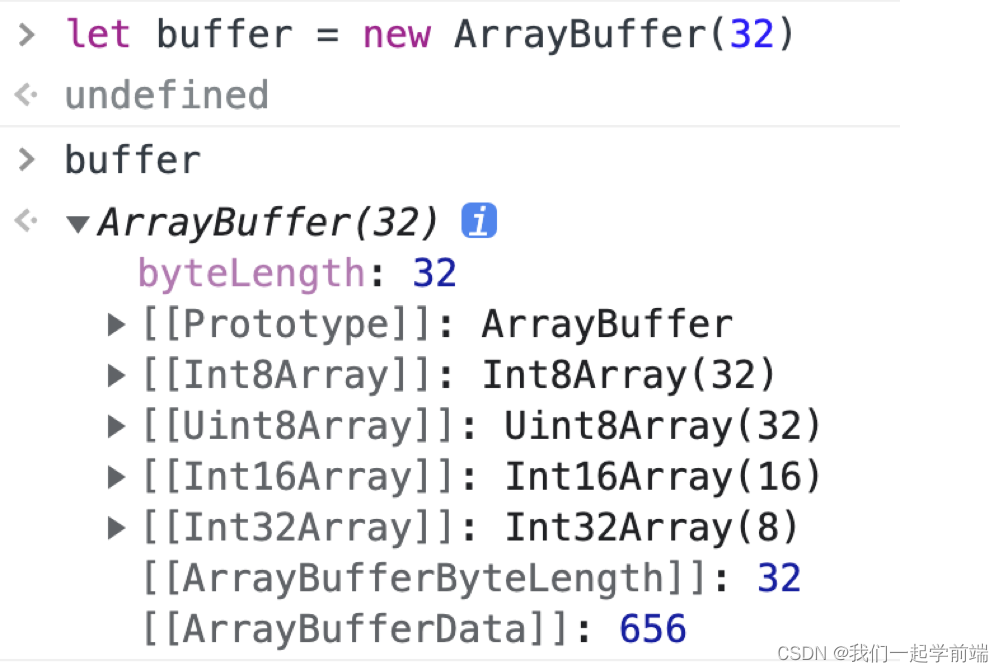 > let buffer = new ArrayBuffer(32)
undefined
> buffer
▼ArrayBuffer(32) i
byteLength: 32
▶[[Prototype]]: ArrayBuffer
▶[[Int8Array]]: Int8Array(32)
▶[[Uint8Array]]: Uint8Array(32)
▶[[Int16Array]]: Int16Array(16)
▶[[Int32Array]]: Int32Array(8)
[[ArrayBufferByteLength]]: 32
[[ArrayBufferData]]: 656
CSDN @我们一起学前端